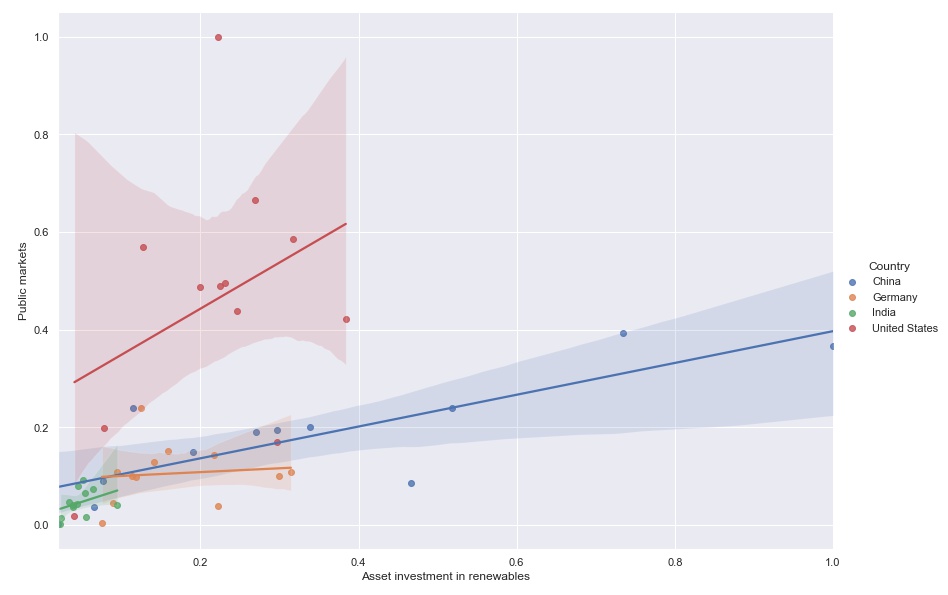 1.0
0.8
0.6
0.4
0.2
0.0
Public markets
0.2
0.4
0.6
0.8
1.0
Asset investment in renewables
Country
China
Germany
India
United States